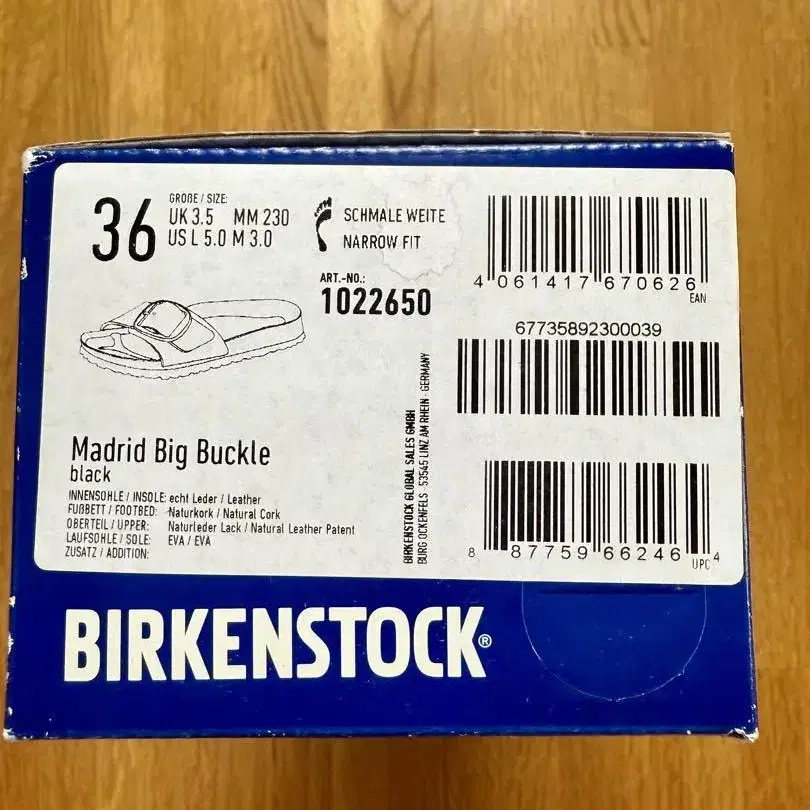 36
GRÖßE / SIZE:
UK 3.5 MM 230
US L 5.0 M 3.0
SCHMALE WEITE
NARROW FIT
ART.-NO.:
1022650
4 061417 670626
EAN
67735892300039
Madrid Big Buckle
black
INNENSOHLE / INSOLE: echt Leder / Leather
FUßBETT / FOOTBED: Naturkork / Natural Cork
OBERTEIL / UPPER: Naturleder Lack / Natural Leather Patent
LAUFSOHLE / SOLE: EVA / EVA
ZUSATZ / ADDITION:
BIRKENSTOCK GLOBAL SALES GMBH
BURG OCKENFELS · 53545 LINZ AM RHEIN · GERMANY
8 87759 66246 4
UPC
BIRKENSTOCK®